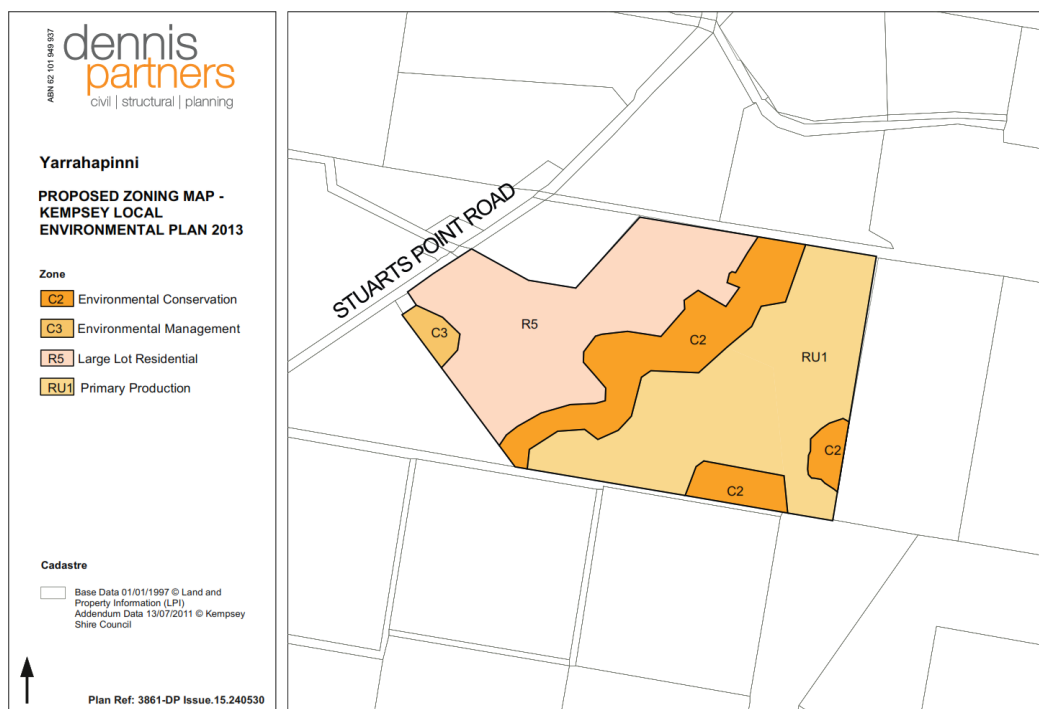 ABN 62 101 949 937
dennis
partners
civil | structural | planning
Yarrahapinni
PROPOSED ZONING MAP -
KEMPSEY LOCAL
ENVIRONMENTAL PLAN 2013
Zone
C2 Environmental Conservation
C3 Environmental Management
R5 Large Lot Residential
RU1 Primary Production
Cadastre
Base Data 01/01/1997 © Land and
Property Information (LPI)
Addendum Data 13/07/2011 © Kempsey
Shire Council
Plan Ref: 3861-DP Issue.15.240530
STUARTS POINT ROAD
C3
R5
C2
RU1
C2
C2